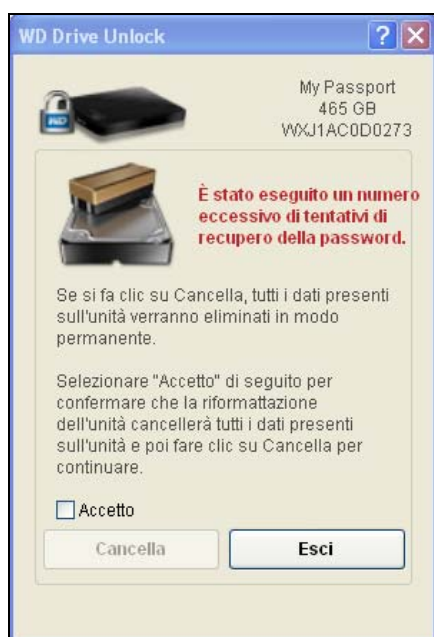 WD Drive Unlock
My Passport
465 GB
WXJ1AC0D0273
WD
È stato eseguito un numero
eccessivo di tentativi di
recupero della password.
Se si fa clic su Cancella, tutti i dati presenti
sull'unità verranno eliminati in modo
permanente.
Selezionare "Accetto" di seguito per
confermare che la riformattazione
dell'unità cancellerà tutti i dati presenti
sull'unità e poi fare clic su Cancella per
continuare.
Accetto
Cancella
Esci